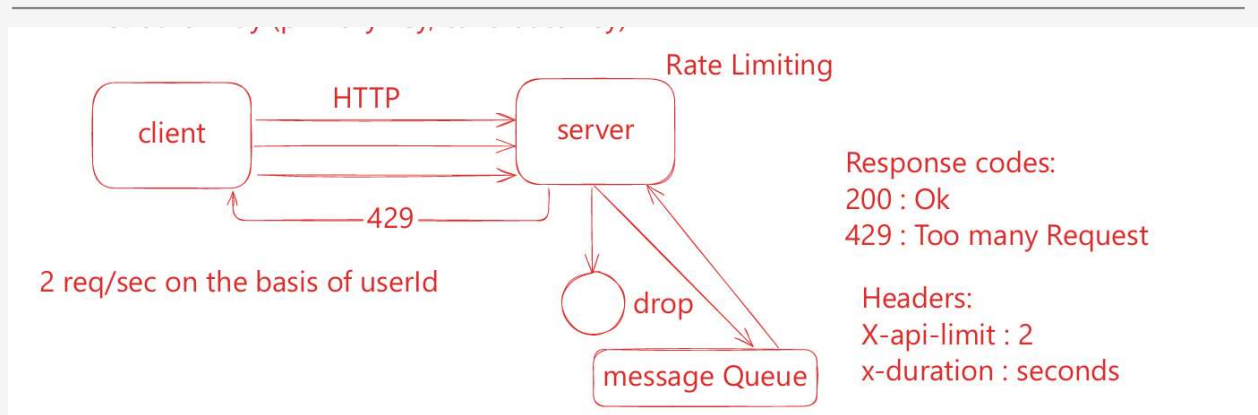 Rate Limiting
HTTP
client
server
Response codes:
200 : Ok
429
429 : Too many Request
2 req/sec on the basis of userId
Headers:
drop
X-api-limit : 2
message Queue
x-duration : seconds